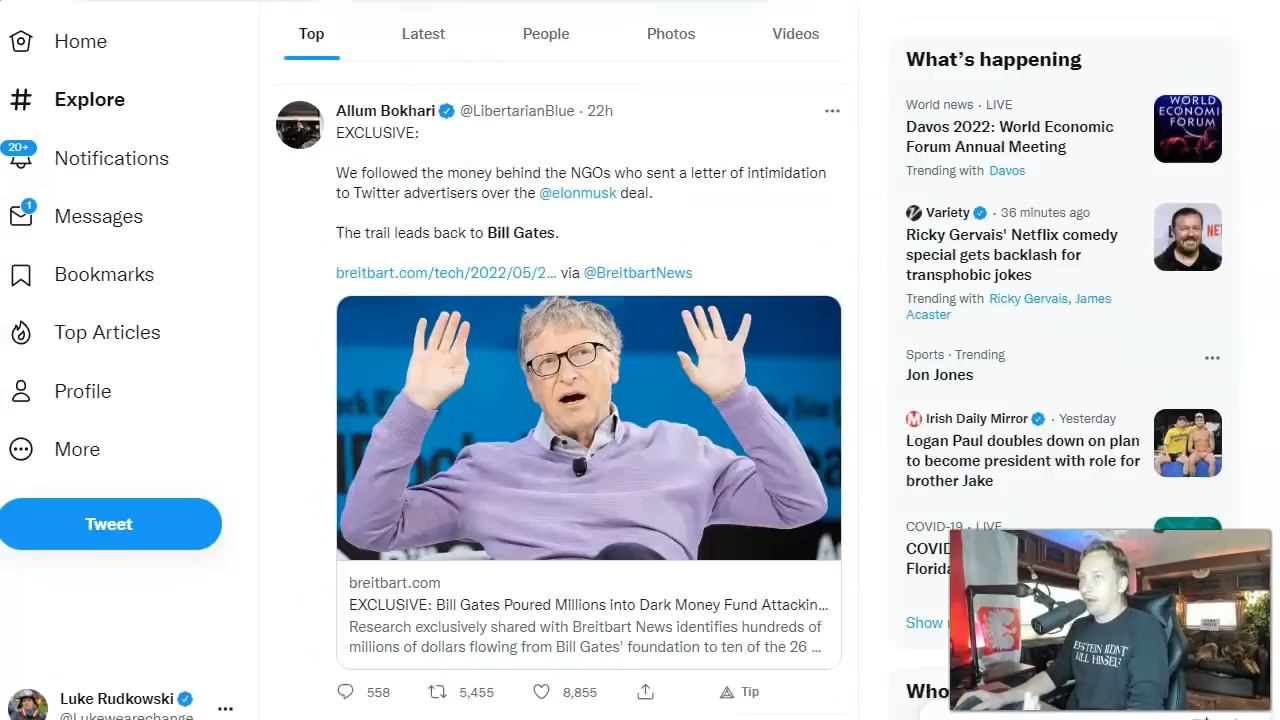 Home
Explore
20+
Notifications
1
Messages
Bookmarks
Top Articles
Profile
More
Tweet
Luke Rudkowski
@Lukewearechange
Top
Latest
People
Photos
Videos
Allum Bokhari @LibertarianBlue · 22h
EXCLUSIVE:
We followed the money behind the NGOs who sent a letter of intimidation
to Twitter advertisers over the @elonmusk deal.
The trail leads back to Bill Gates.
breitbart.com/tech/2022/05/2... via @BreitbartNews
breitbart.com
EXCLUSIVE: Bill Gates Poured Millions into Dark Money Fund Attackin...
Research exclusively shared with Breitbart News identifies hundreds of
millions of dollars flowing from Bill Gates' foundation to ten of the 26 ...
558
5,455
8,855
Tip
What's happening
World news · LIVE
Davos 2022: World Economic
Forum Annual Meeting
Trending with Davos
WORLD
ECONOMI
FORUM
Variety · 36 minutes ago
Ricky Gervais' Netflix comedy
special gets backlash for
transphobic jokes
Trending with Ricky Gervais, James
Acaster
NET
Sports · Trending
Jon Jones
Irish Daily Mirror · Yesterday
Logan Paul doubles down on plan
to become president with role for
brother Jake
COVID-19 · LIVE
COVID
Florida
Show
Who
EPSTEIN DIDN'T
KILL HIMSELF